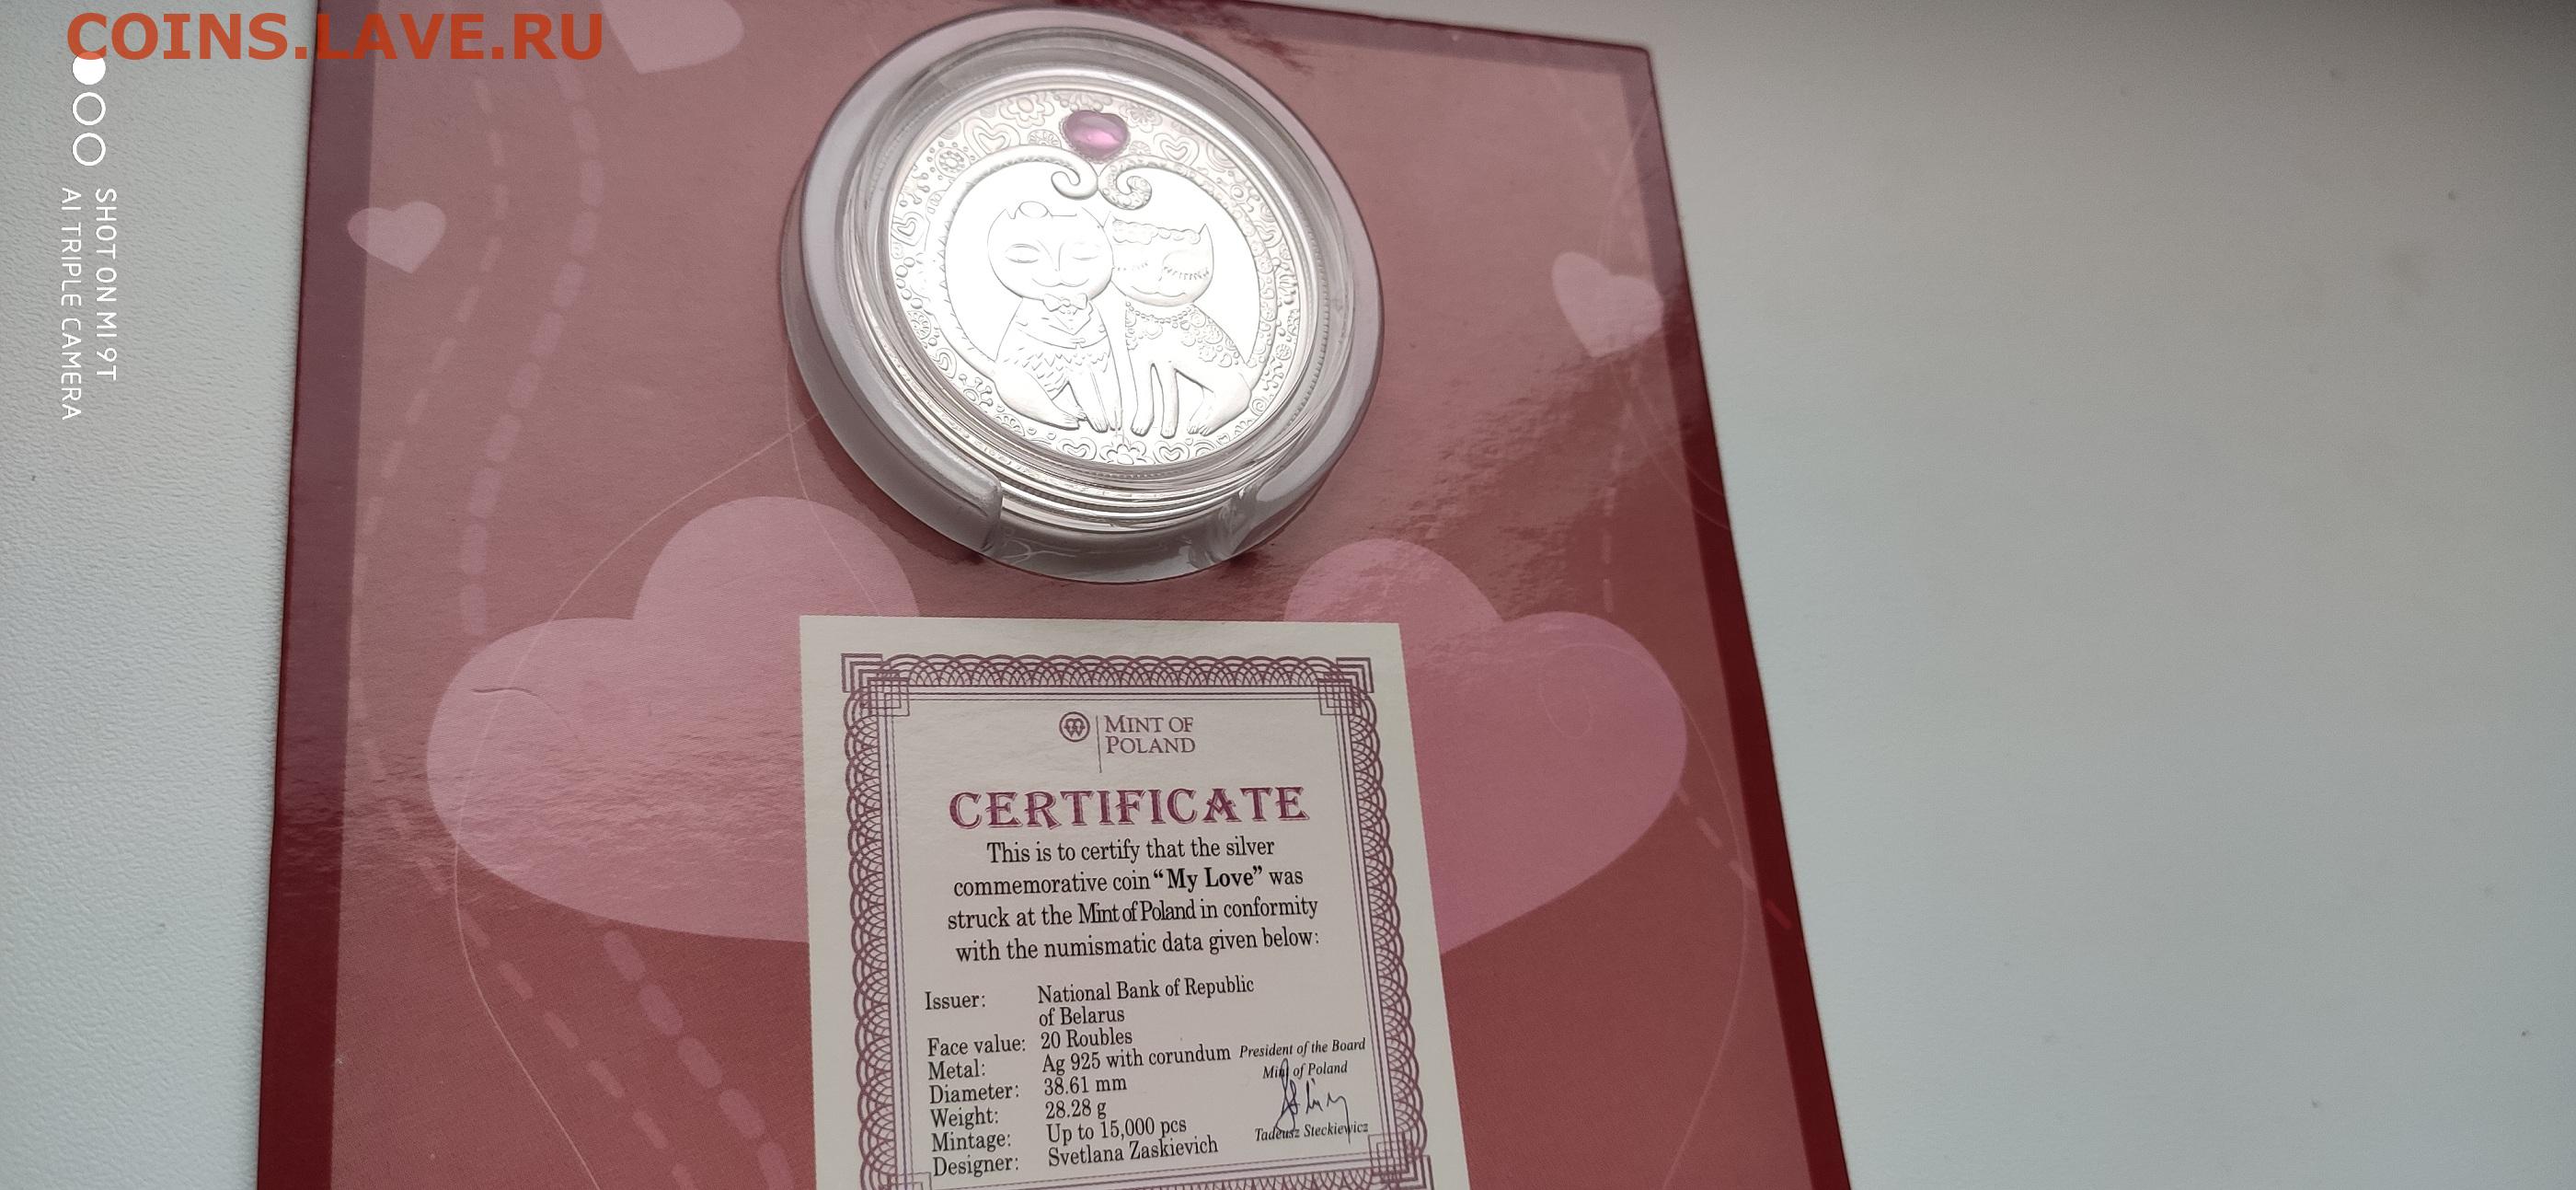 COINS.LAVE.RU
SHOT ON MI 9T
AI TRIPLE CAMERA
MINT OF
POLAND
CERTIFICATE
This is to certify that the silver
commemorative coin “My Love” was
struck at the Mint of Poland in conformity
with the numismatic data given below:
Issuer: National Bank of Republic
of Belarus
Face value: 20 Roubles
Metal: Ag 925 with corundum
Diameter: 38.61 mm
Weight: 28.28 g
Mintage: Up to 15,000 pcs
Designer: Svetlana Zaskievich
President of the Board
Mint of Poland
Tadeusz Steckiewicz